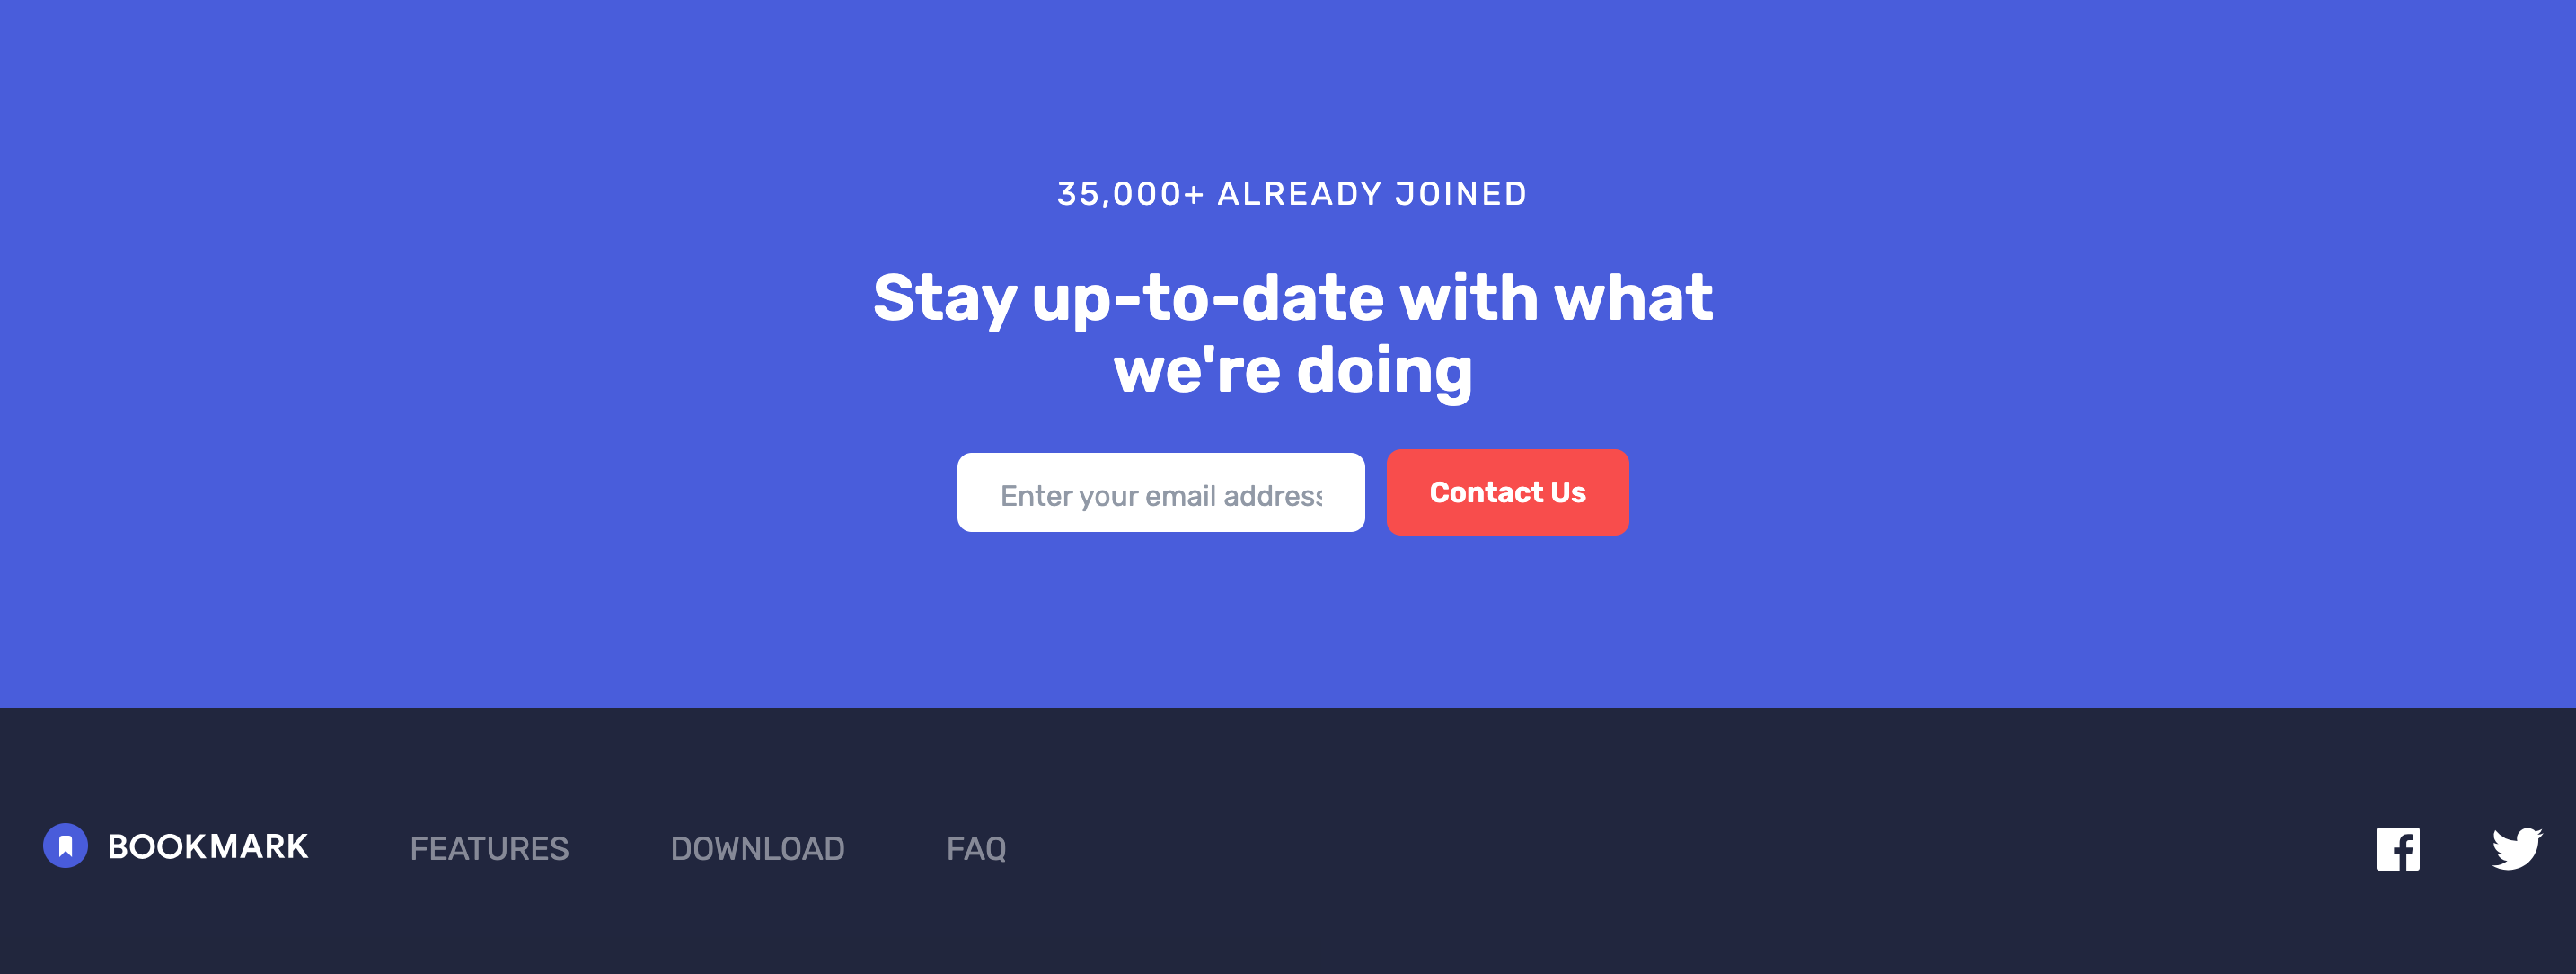 35,000+ ALREADY JOINED
Stay up-to-date with what
we're doing
Enter your email address
Contact Us
BOOKMARK
FEATURES
DOWNLOAD
FAQ